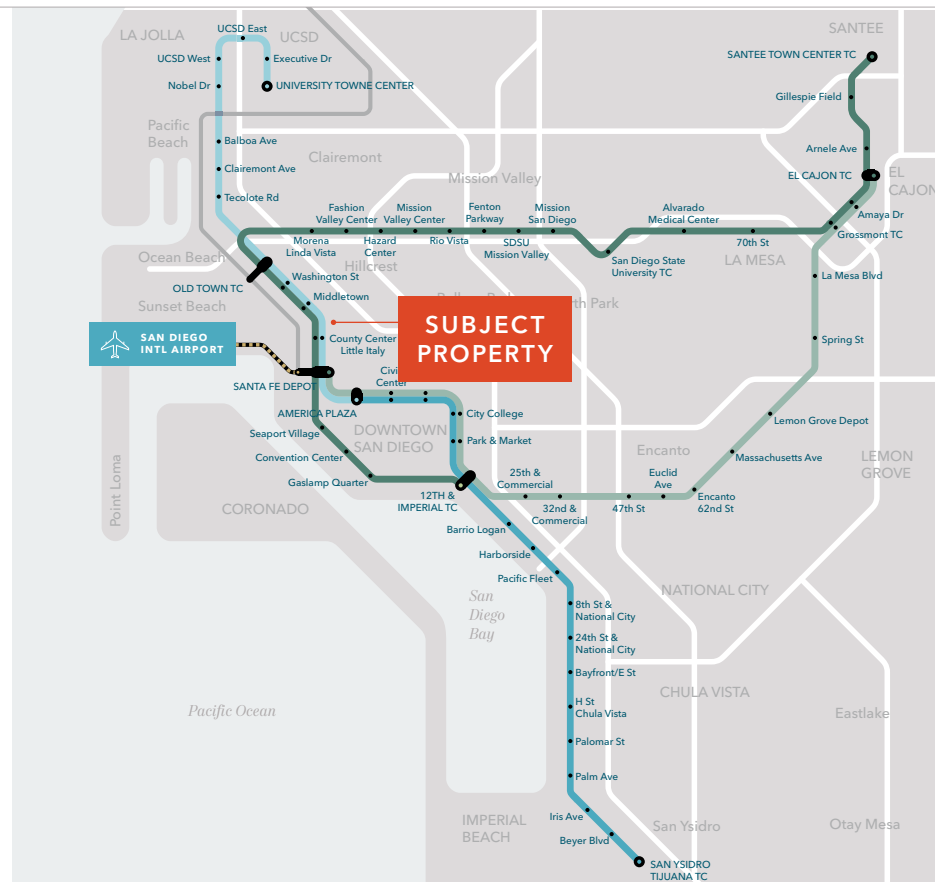 LA JOLLA
UCSD East
UCSD
SANTEE
UCSD West
Executive Dr
SANTEE TOWN CENTER TC
Nobel Dr
UNIVERSITY TOWNE CENTER
Gillespie Field
Pacific
Beach
Balboa Ave
Clairemont
Arnele Ave
Clairemont Ave
Mission Valley
EL CAJON TC
EL
CAJON
Tecolote Rd
Fashion
Valley Center
Mission
Valley Center
Fenton
Parkway
Mission
San Diego
Alvarado
Medical Center
Amaya Dr
Grossmont TC
Morena
Linda Vista
Hazard
Center
Rio Vista
SDSU
Mission Valley
70th St
Ocean Beach
Hillcrest
San Diego State
University TC
LA MESA
OLD TOWN TC
Washington St
La Mesa Blvd
Sunset Beach
Middletown
Park
SUBJECT
PROPERTY
SAN DIEGO
INTL AIRPORT
County Center
Little Italy
Spring St
Center
SANTA FE DEPOT
AMERICA PLAZA
City College
Lemon Grove Depot
Seaport Village
DOWNTOWN
SAN DIEGO
Park & Market
Convention Center
Encanto
Massachusetts Ave
LEMON
GROVE
Gaslamp Quarter
25th &
Commercial
Euclid
Ave
Point Loma
12TH &
IMPERIAL TC
32nd &
Commercial
47th St
Encanto
62nd St
CORONADO
Barrio Logan
Harborside
Pacific Fleet
San
Diego
Bay
NATIONAL CITY
8th St &
National City
24th St &
National City
Bayfront/E St
CHULA VISTA
H St
Chula Vista
Pacific Ocean
Eastlake
Palomar St
Palm Ave
IMPERIAL
BEACH
Iris Ave
San Ysidro
Otay Mesa
Beyer Blvd
SAN YSIDRO
TIJUANA TC